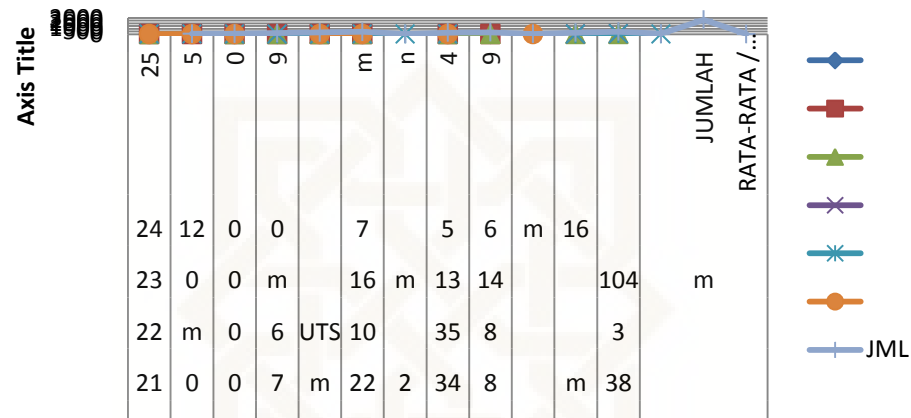 2000
Axis Title
25 5 0 9 m n 4 9 JUMLAH RATA-RATA /...
24 12 0 0 7 5 6 m 16
23 0 0 m 16 m 13 14 104 m
22 m 0 6 UTS 10 35 8 3
21 0 0 7 m 22 2 34 8 m 38
JML